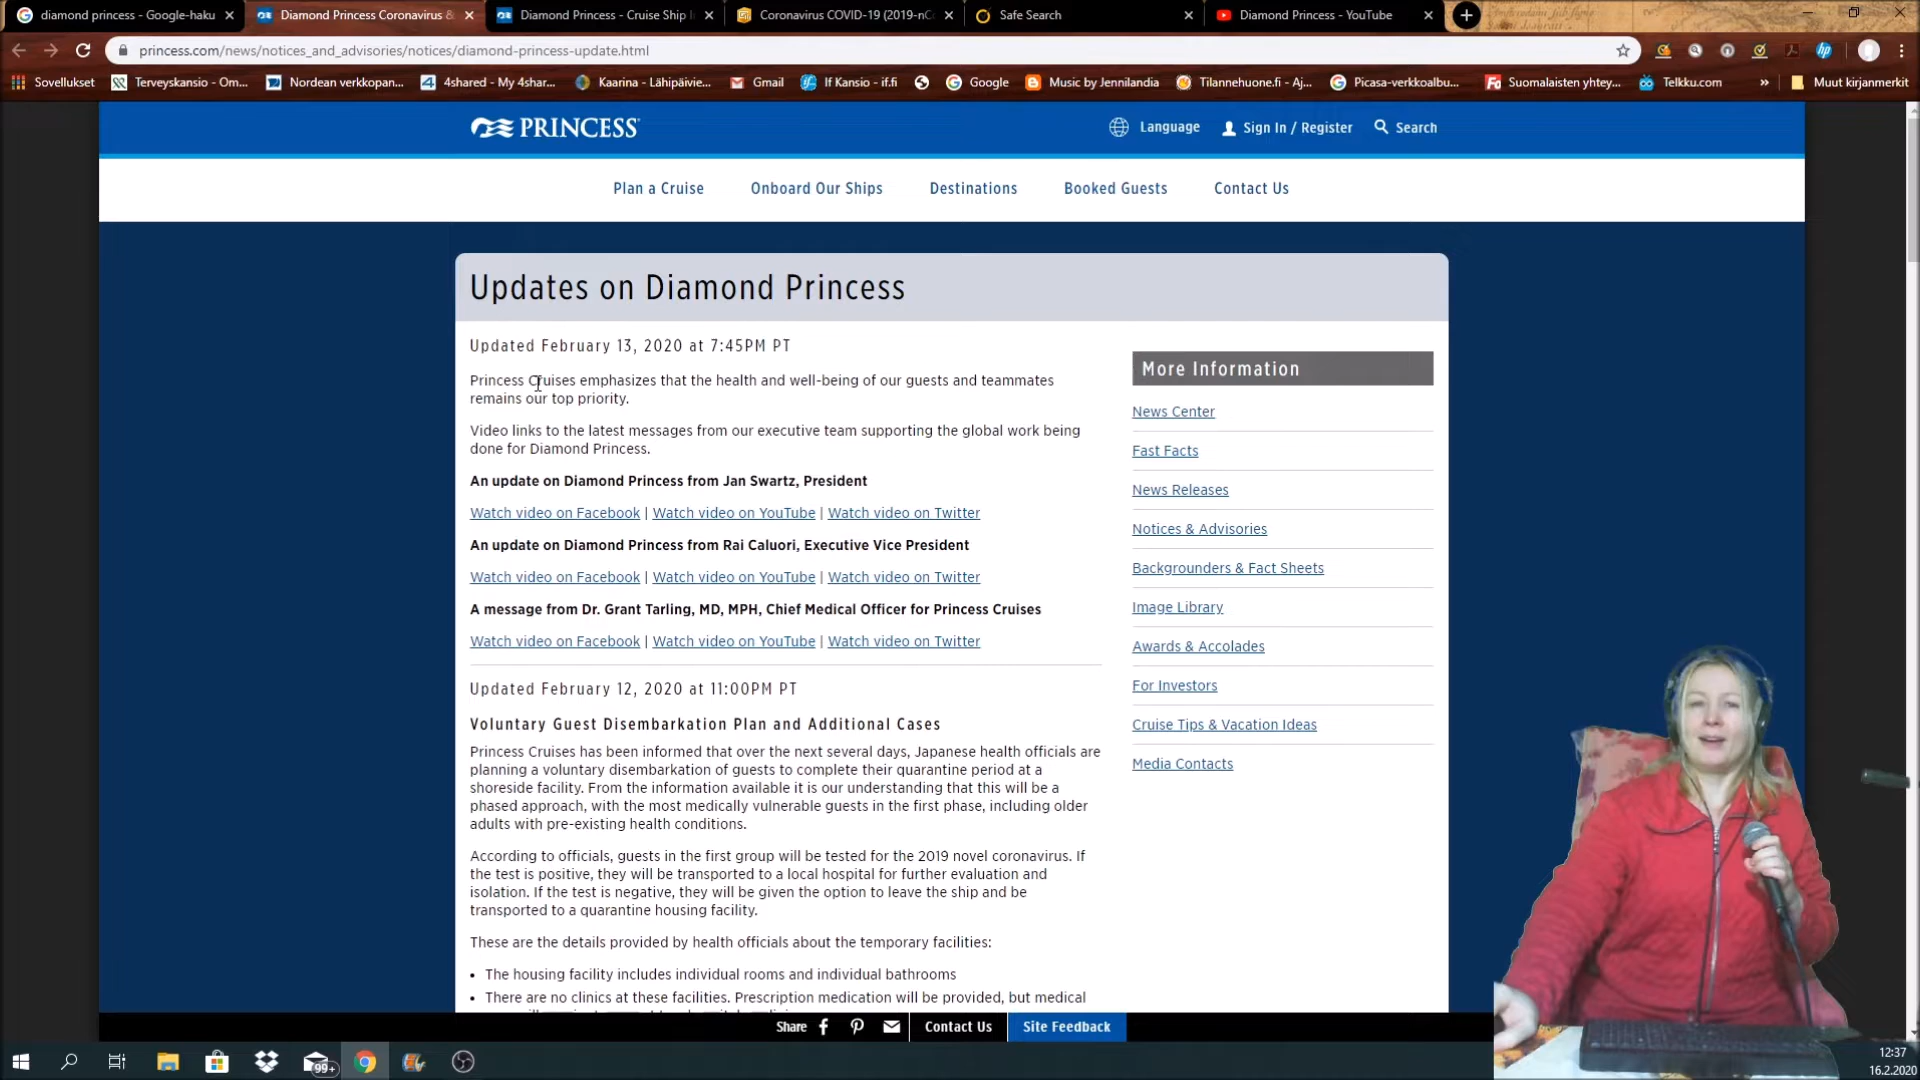 diamond princess - Google-haku
Diamond Princess Coronavirus &
Diamond Princess - Cruise Ship I
Coronavirus COVID-19 (2019-nC
Safe Search
Diamond Princess - YouTube
princess.com/news/notices_and_advisories/notices/diamond-princess-update.html
Sovellukset
Terveyskansio - Om...
Nordean verkkopan...
4shared - My 4shar...
Kaarina - Lähipäivie...
Gmail
If Kansio - if.fi
Google
Music by Jennilandia
Tilannehuone.fi - Aj...
Picasa-verkkoalbu...
Suomalaisten yhtey...
Telkku.com
»
Muut kirjanmerkit
PRINCESS
Language
Sign In / Register
Search
Plan a Cruise
Onboard Our Ships
Destinations
Booked Guests
Contact Us
Updates on Diamond Princess
Updated February 13, 2020 at 7:45PM PT
Princess Cruises emphasizes that the health and well-being of our guests and teammates
remains our top priority.
Video links to the latest messages from our executive team supporting the global work being
done for Diamond Princess.
An update on Diamond Princess from Jan Swartz, President
Watch video on Facebook | Watch video on YouTube | Watch video on Twitter
An update on Diamond Princess from Rai Caluori, Executive Vice President
Watch video on Facebook | Watch video on YouTube | Watch video on Twitter
A message from Dr. Grant Tarling, MD, MPH, Chief Medical Officer for Princess Cruises
Watch video on Facebook | Watch video on YouTube | Watch video on Twitter
Updated February 12, 2020 at 11:00PM PT
Voluntary Guest Disembarkation Plan and Additional Cases
Princess Cruises has been informed that over the next several days, Japanese health officials are
planning a voluntary disembarkation of guests to complete their quarantine period at a
shoreside facility. From the information available it is our understanding that this will be a
phased approach, with the most medically vulnerable guests in the first phase, including older
adults with pre-existing health conditions.
According to officials, guests in the first group will be tested for the 2019 novel coronavirus. If
the test is positive, they will be transported to a local hospital for further evaluation and
isolation. If the test is negative, they will be given the option to leave the ship and be
transported to a quarantine housing facility.
These are the details provided by health officials about the temporary facilities:
• The housing facility includes individual rooms and individual bathrooms
• There are no clinics at these facilities. Prescription medication will be provided, but medical
More Information
News Center
Fast Facts
News Releases
Notices & Advisories
Backgrounders & Fact Sheets
Image Library
Awards & Accolades
For Investors
Cruise Tips & Vacation Ideas
Media Contacts
Share
Contact Us
Site Feedback
99+
12:37
16.2.2020